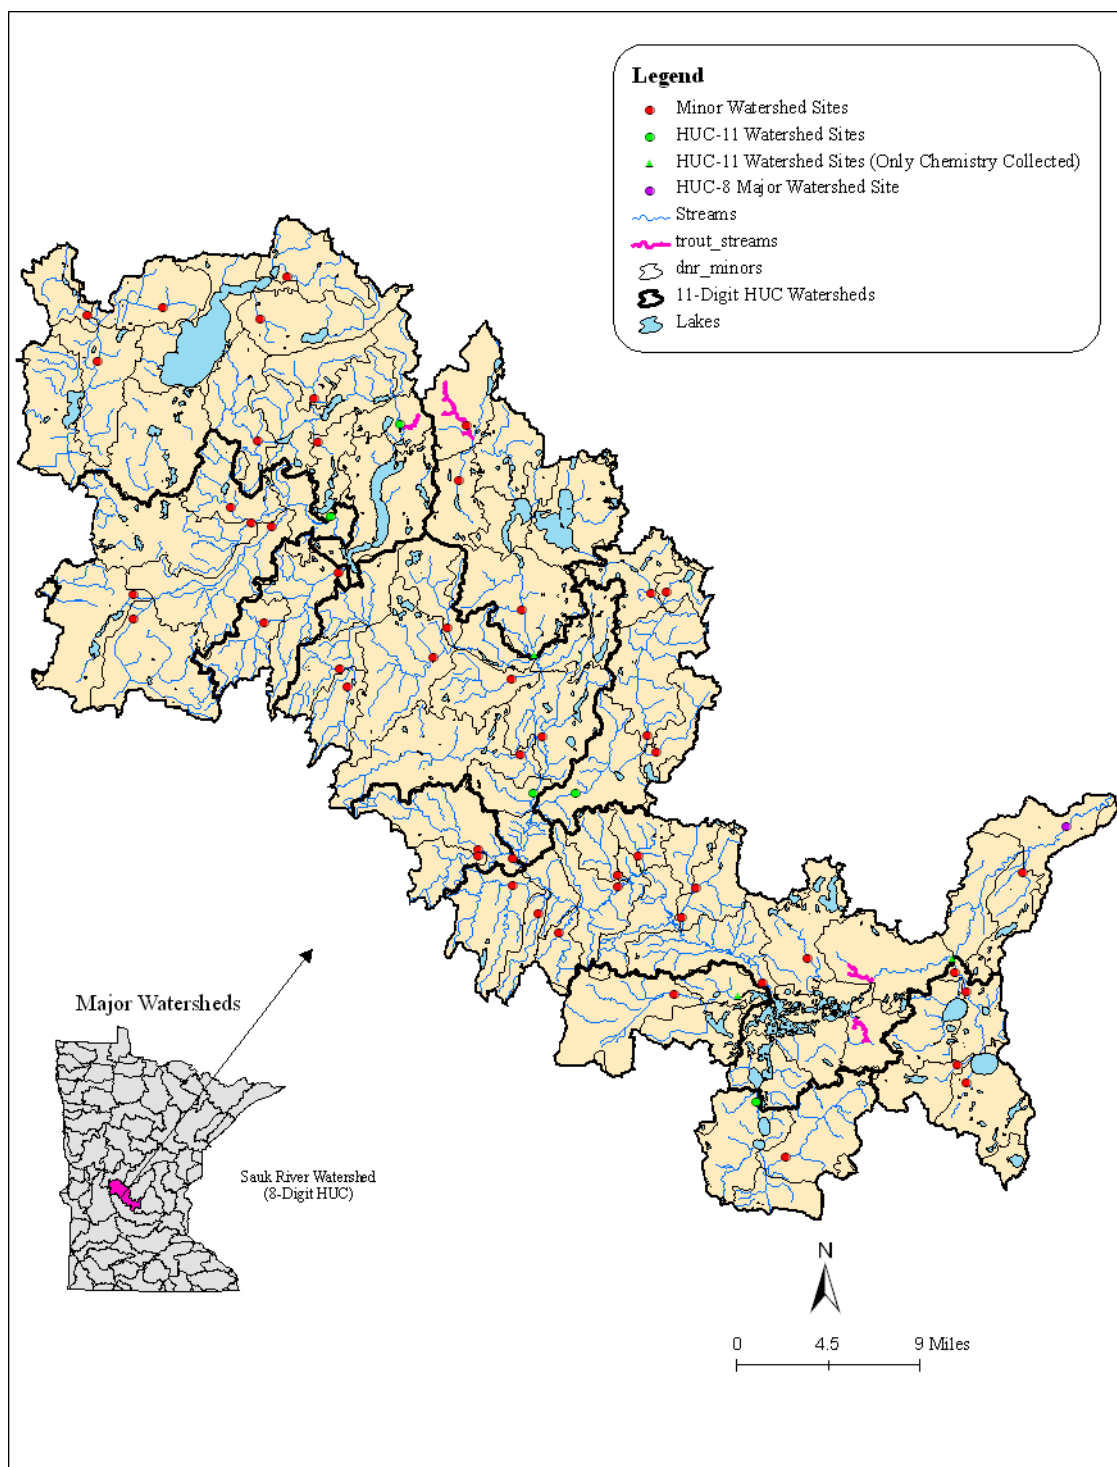 Legend
Minor Watershed Sites
HUC-11 Watershed Sites
HUC-11 Watershed Sites (Only Chemistry Collected)
HUC-8 Major Watershed Site
Streams
trout_streams
dnr_minors
11-Digit HUC Watersheds
Lakes
Major Watersheds
Sauk River Watershed
(8-Digit HUC)
N
0 4.5 9 Miles